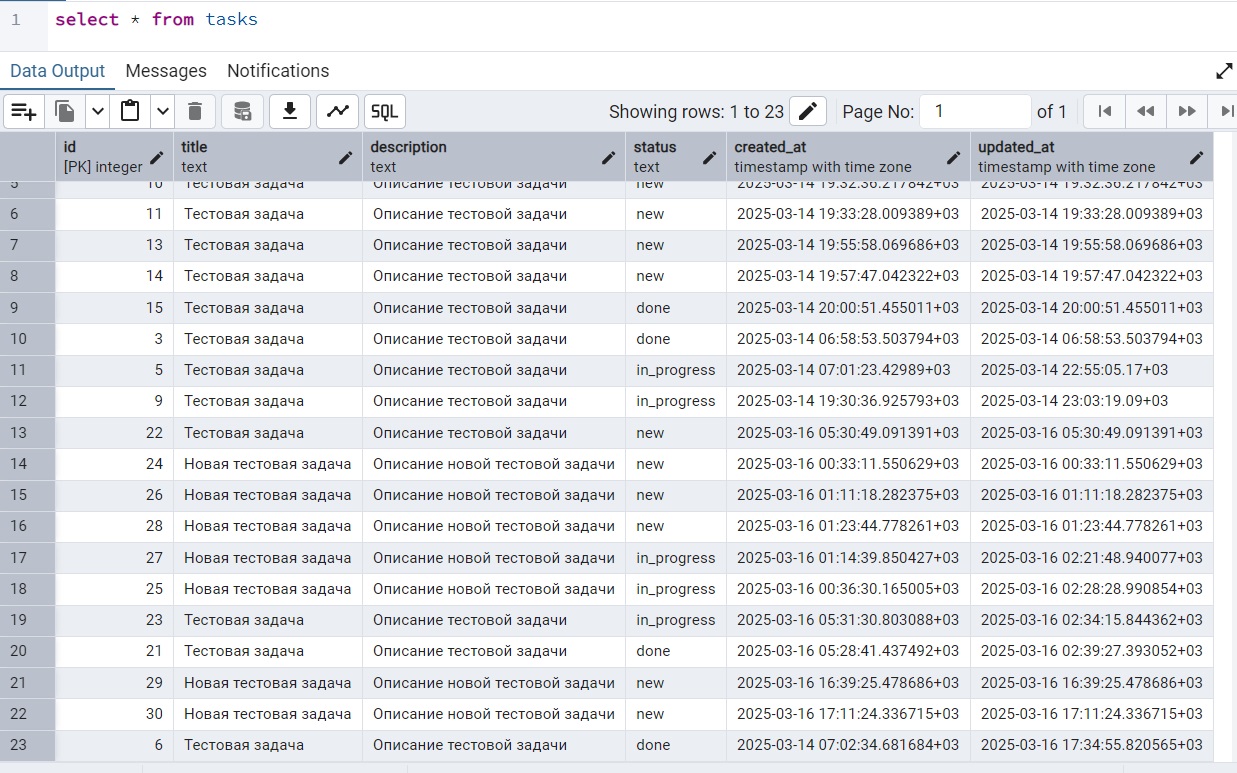 1 select * from tasks
Data Output Messages Notifications
SQL Showing rows: 1 to 23 Page No: 1 of 1
id title description status created_at updated_at
[PK] integer text text text timestamp with time zone timestamp with time zone
5 10 Тестовая задача Описание тестовой задачи new 2025-03-14 19:32:36.217842+03 2025-03-14 19:32:36.217842+03
6 11 Тестовая задача Описание тестовой задачи new 2025-03-14 19:33:28.009389+03 2025-03-14 19:33:28.009389+03
7 13 Тестовая задача Описание тестовой задачи new 2025-03-14 19:55:58.069686+03 2025-03-14 19:55:58.069686+03
8 14 Тестовая задача Описание тестовой задачи new 2025-03-14 19:57:47.042322+03 2025-03-14 19:57:47.042322+03
9 15 Тестовая задача Описание тестовой задачи done 2025-03-14 20:00:51.455011+03 2025-03-14 20:00:51.455011+03
10 3 Тестовая задача Описание тестовой задачи done 2025-03-14 06:58:53.503794+03 2025-03-14 06:58:53.503794+03
11 5 Тестовая задача Описание тестовой задачи in_progress 2025-03-14 07:01:23.42989+03 2025-03-14 22:55:05.17+03
12 9 Тестовая задача Описание тестовой задачи in_progress 2025-03-14 19:30:36.925793+03 2025-03-14 23:03:19.09+03
13 22 Тестовая задача Описание тестовой задачи new 2025-03-16 05:30:49.091391+03 2025-03-16 05:30:49.091391+03
14 24 Новая тестовая задача Описание новой тестовой задачи new 2025-03-16 00:33:11.550629+03 2025-03-16 00:33:11.550629+03
15 26 Новая тестовая задача Описание новой тестовой задачи new 2025-03-16 01:11:18.282375+03 2025-03-16 01:11:18.282375+03
16 28 Новая тестовая задача Описание новой тестовой задачи new 2025-03-16 01:23:44.778261+03 2025-03-16 01:23:44.778261+03
17 27 Новая тестовая задача Описание новой тестовой задачи in_progress 2025-03-16 01:14:39.850427+03 2025-03-16 02:21:48.940077+03
18 25 Новая тестовая задача Описание новой тестовой задачи in_progress 2025-03-16 00:36:30.165005+03 2025-03-16 02:28:28.990854+03
19 23 Тестовая задача Описание тестовой задачи in_progress 2025-03-16 05:31:30.803088+03 2025-03-16 02:34:15.844362+03
20 21 Тестовая задача Описание тестовой задачи done 2025-03-16 05:28:41.437492+03 2025-03-16 02:39:27.393052+03
21 29 Новая тестовая задача Описание новой тестовой задачи new 2025-03-16 16:39:25.478686+03 2025-03-16 16:39:25.478686+03
22 30 Новая тестовая задача Описание новой тестовой задачи new 2025-03-16 17:11:24.336715+03 2025-03-16 17:11:24.336715+03
23 6 Тестовая задача Описание тестовой задачи done 2025-03-14 07:02:34.681684+03 2025-03-16 17:34:55.820565+03